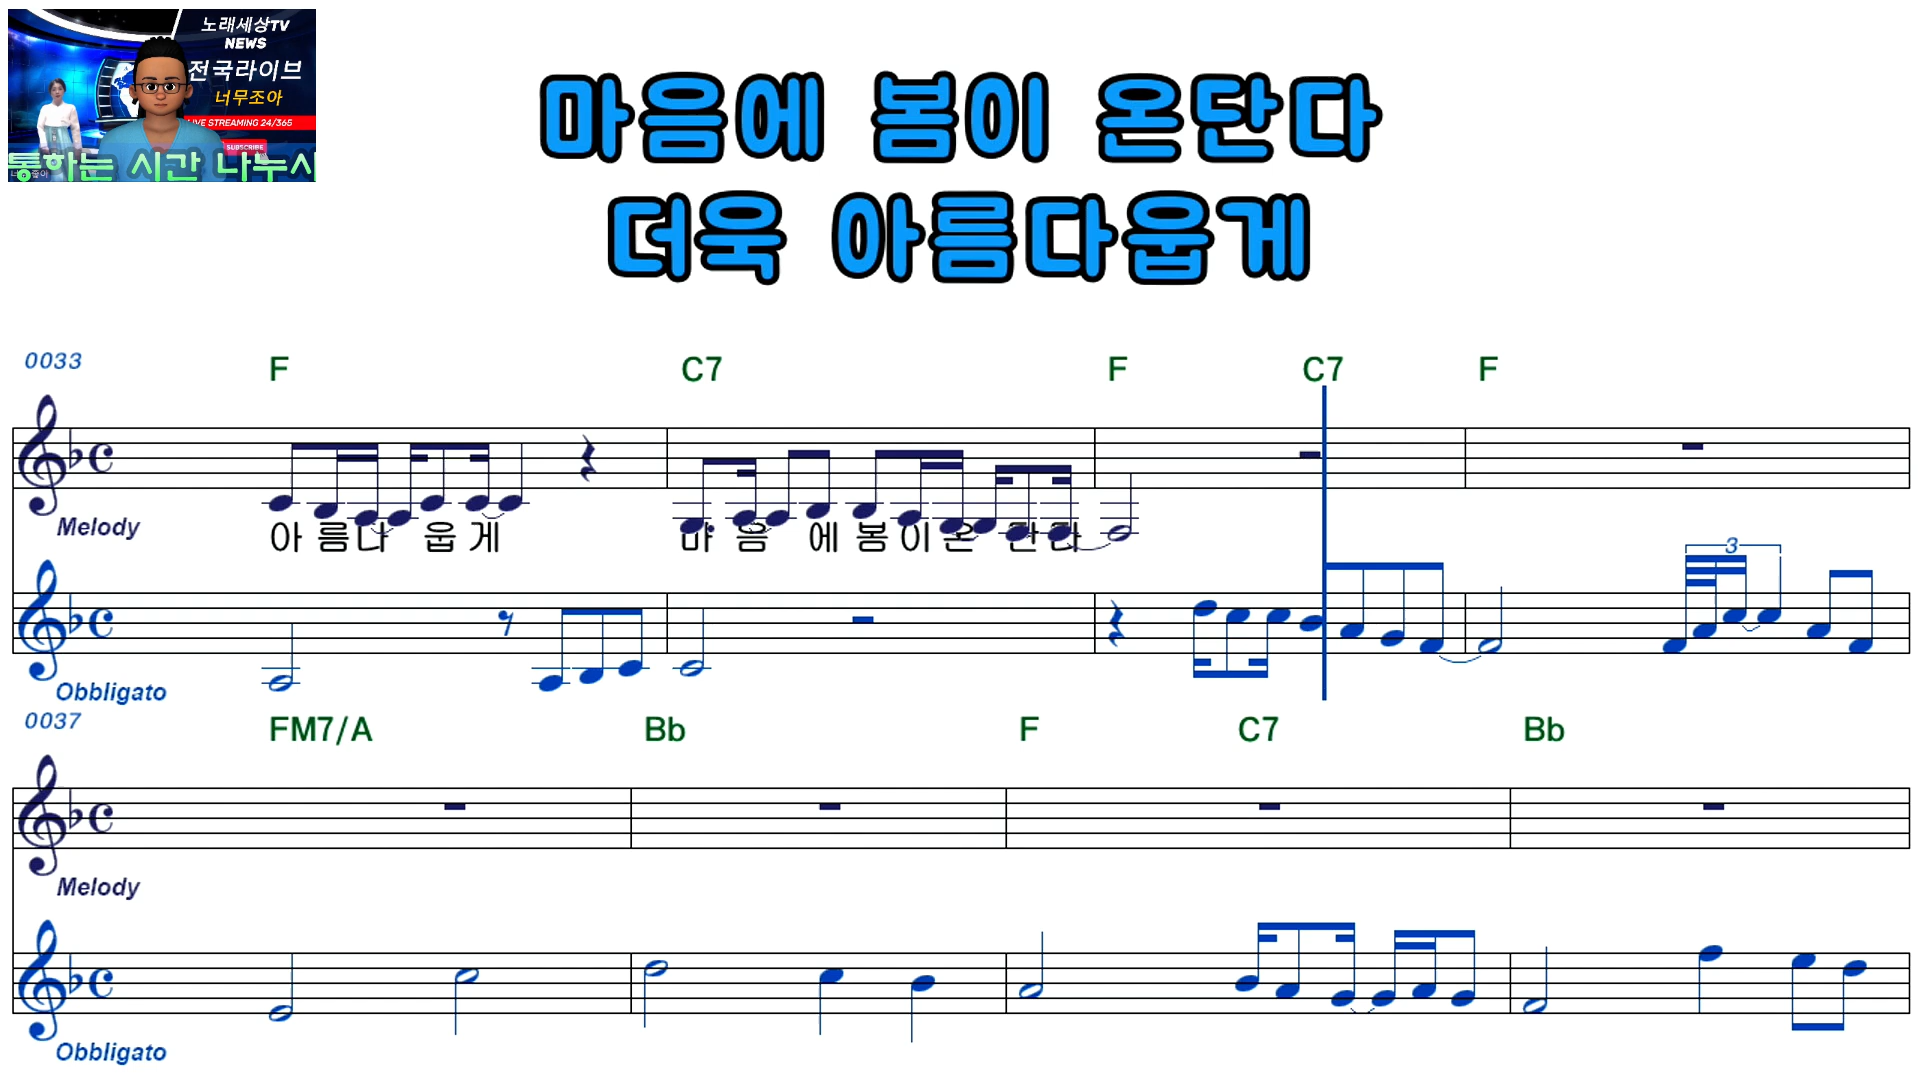 노래세상TV
NEWS
전국라이브
너무조아
LIVE STREAMING 24/365
SUBSCRIBE
통하는 시간 나누시
마음에 봄이 온단다
더욱 아름다웁게
0033
F C7 F C7 F
Melody
아 름다 웁 게 마 음 에 봄 이 온 단 다
3
Obbligato
0037
FM7/A Bb F C7 Bb
Melody
Obbligato